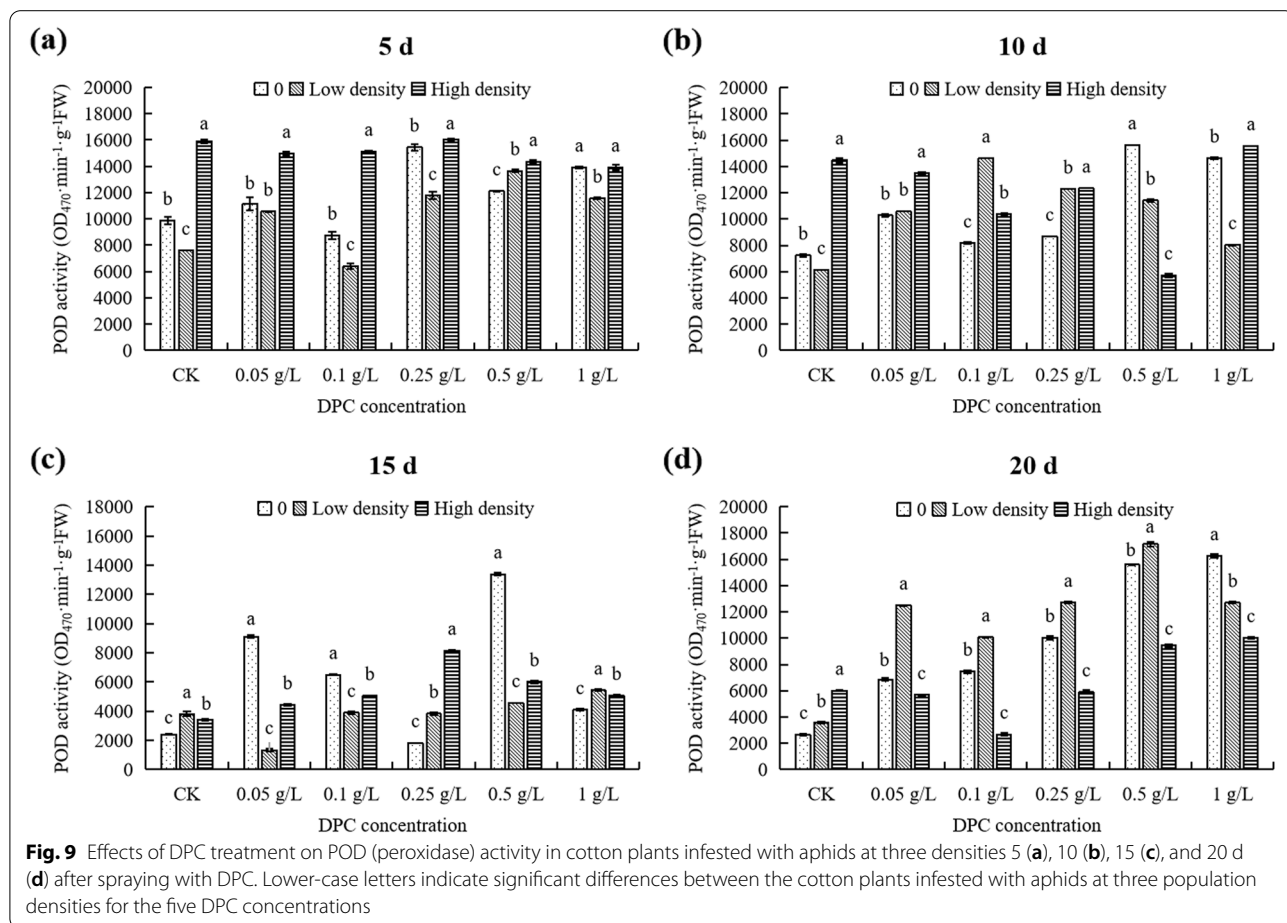 (a)
5 d
20000
18000
16000
14000
12000
10000
8000
6000
4000
2000
0
POD activity (OD₄₇₀·min⁻¹·g⁻¹FW)
0 Low density High density
b c a
b b a
b c a
b c a
c b a
a b a
CK 0.05 g/L 0.1 g/L 0.25 g/L 0.5 g/L 1 g/L
DPC concentration
(b)
10 d
20000
18000
16000
14000
12000
10000
8000
6000
4000
2000
0
POD activity (OD₄₇₀·min⁻¹·g⁻¹FW)
0 Low density High density
b c a
b b a
c a b
c b a
a b c
b c a
CK 0.05 g/L 0.1 g/L 0.25 g/L 0.5 g/L 1 g/L
DPC concentration
(c)
15 d
18000
16000
14000
12000
10000
8000
6000
4000
2000
0
POD activity (OD₄₇₀·min⁻¹·g⁻¹FW)
0 Low density High density
c a b
a c b
a c b
c b a
a c b
c a b
CK 0.05 g/L 0.1 g/L 0.25 g/L 0.5 g/L 1 g/L
DPC concentration
(d)
20 d
20000
18000
16000
14000
12000
10000
8000
6000
4000
2000
0
POD activity (OD₄₇₀·min⁻¹·g⁻¹FW)
0 Low density High density
c b a
b a c
b a c
b a c
b a c
a b c
CK 0.05 g/L 0.1 g/L 0.25 g/L 0.5 g/L 1 g/L
DPC concentration
Fig. 9 Effects of DPC treatment on POD (peroxidase) activity in cotton plants infested with aphids at three densities 5 (a), 10 (b), 15 (c), and 20 d
(d) after spraying with DPC. Lower-case letters indicate significant differences between the cotton plants infested with aphids at three population
densities for the five DPC concentrations